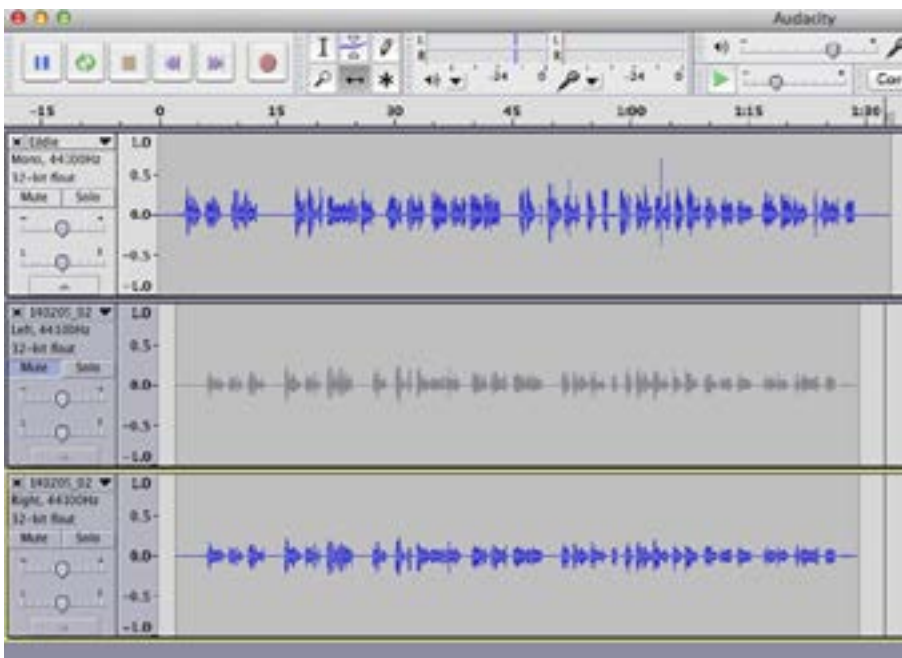 Audacity
L
R
-24 0
L
R
-24 0
Cor
-15 0 15 30 45 1:00 1:15 1:30
Eddie
Mono, 44100Hz
32-bit float
Mute Solo
- +
L R
1.0
0.5-
0.0-
-0.5-
-1.0
140205_02
Left, 44100Hz
32-bit float
Mute Solo
- +
L R
1.0
0.5-
0.0-
-0.5-
-1.0
140205_02
Right, 44100Hz
32-bit float
Mute Solo
- +
L R
1.0
0.5-
0.0-
-0.5-
-1.0